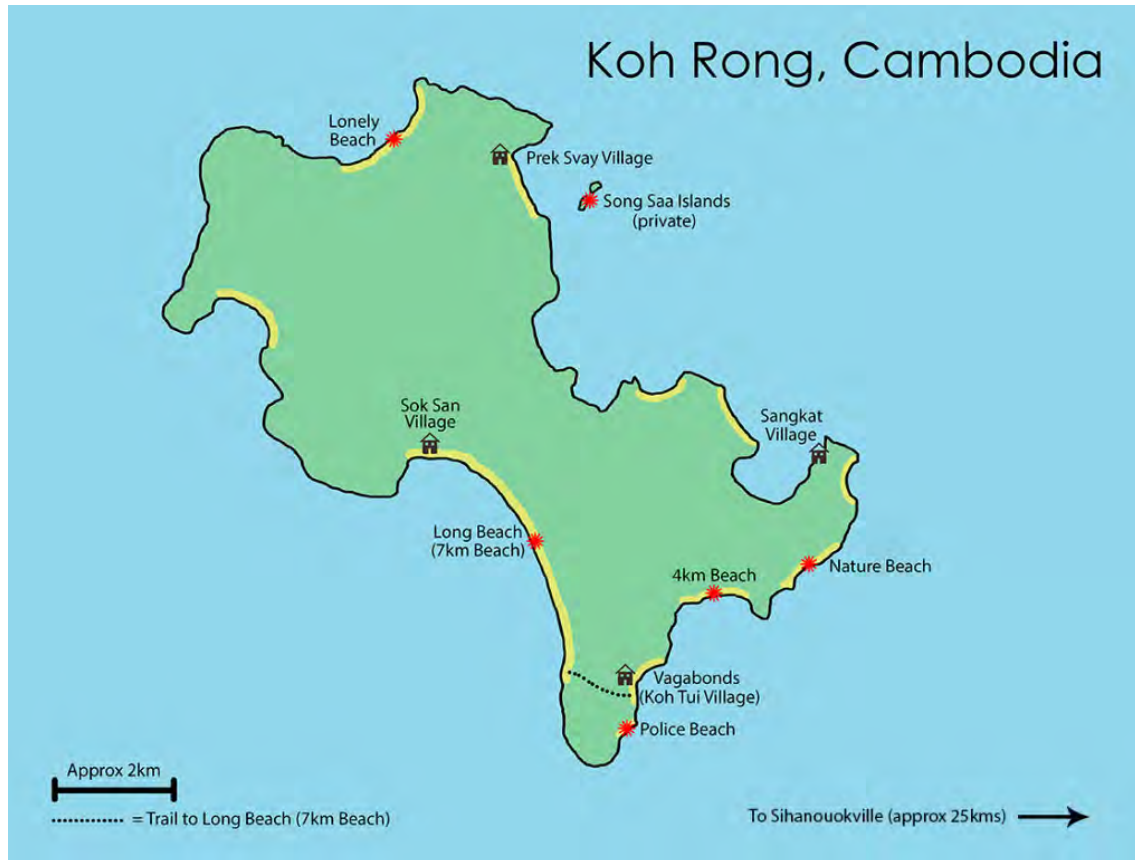 Koh Rong, Cambodia
Lonely
Beach
Prek Svay Village
Song Saa Islands
(private)
Sok San
Village
Sangkat
Village
Long Beach
(7km Beach)
4km Beach
Nature Beach
Vagabonds
(Koh Tui Village)
Police Beach
Approx 2km
= Trail to Long Beach (7km Beach)
To Sihanouokville (approx 25kms)